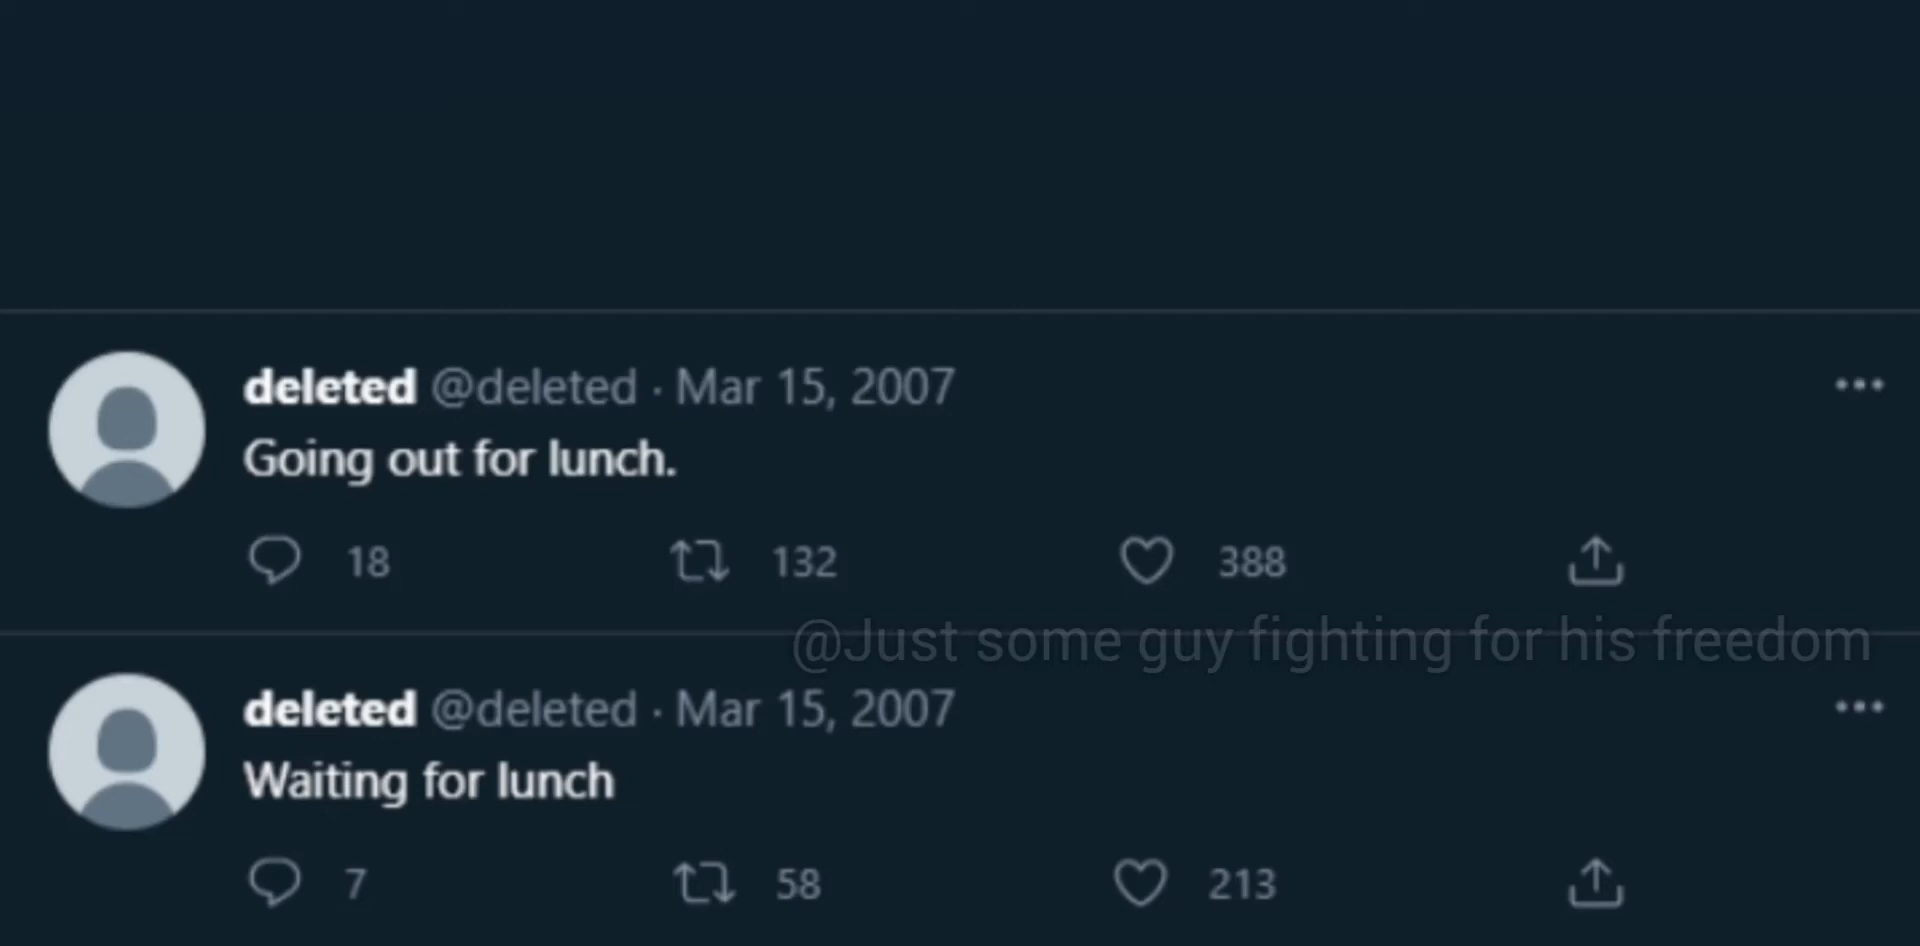 deleted @deleted · Mar 15, 2007
Going out for lunch.
18 132 388
@Just some guy fighting for his freedom
deleted @deleted · Mar 15, 2007
Waiting for lunch
7 58 213